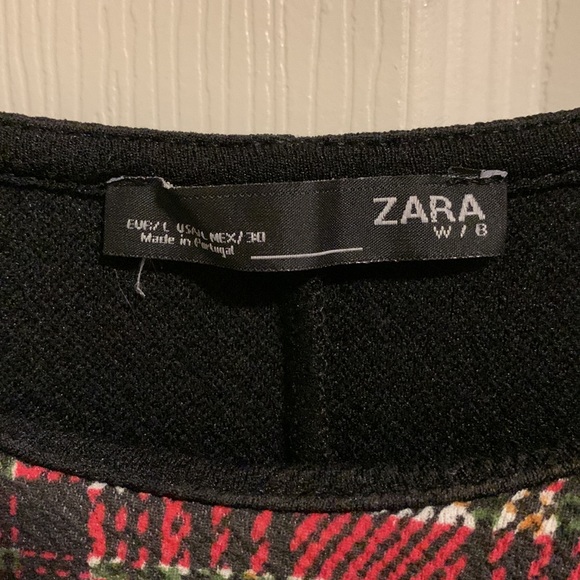 EUR/L USA/L MEX/30
Made in Portugal
ZARA
W / B